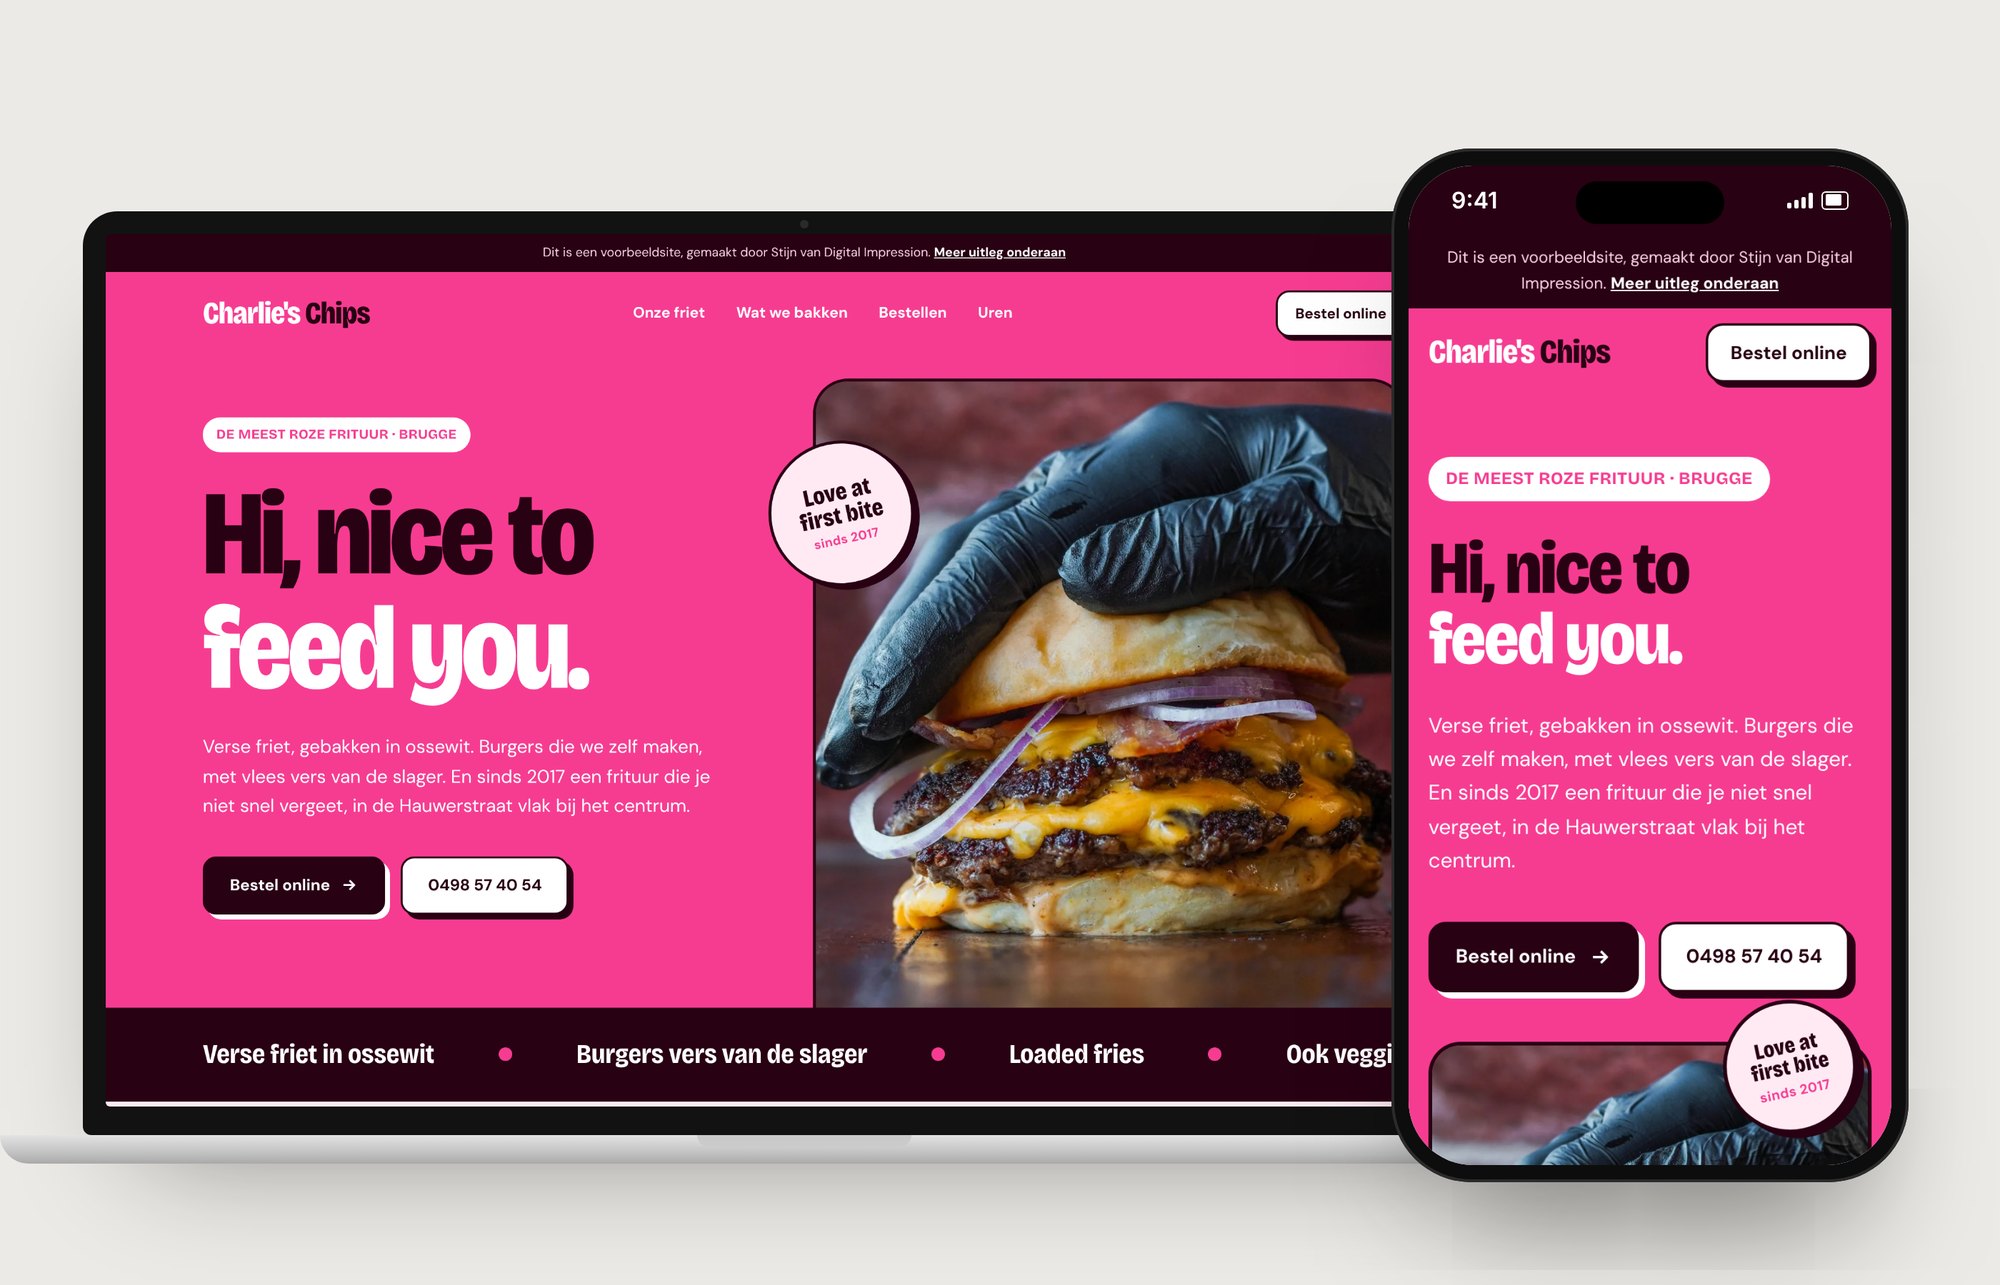 Dit is een voorbeeldsite, gemaakt door Stijn van Digital Impression. Meer uitleg onderaan
Charlie's Chips
Onze friet
Wat we bakken
Bestellen
Uren
Bestel online
DE MEEST ROZE FRITUUR · BRUGGE
Hi, nice to
feed you.
Verse friet, gebakken in ossewit. Burgers die we zelf maken,
met vlees vers van de slager. En sinds 2017 een frituur die je
niet snel vergeet, in de Hauwerstraat vlak bij het centrum.
Bestel online →
0498 57 40 54
Love at
first bite
sinds 2017
Verse friet in ossewit
Burgers vers van de slager
Loaded fries
Ook veggi
9:41
Dit is een voorbeeldsite, gemaakt door Stijn van Digital
Impression. Meer uitleg onderaan
Charlie's Chips
Bestel online
DE MEEST ROZE FRITUUR · BRUGGE
Hi, nice to
feed you.
Verse friet, gebakken in ossewit. Burgers die
we zelf maken, met vlees vers van de slager.
En sinds 2017 een frituur die je niet snel
vergeet, in de Hauwerstraat vlak bij het
centrum.
Bestel online →
0498 57 40 54
Love at
first bite
sinds 2017